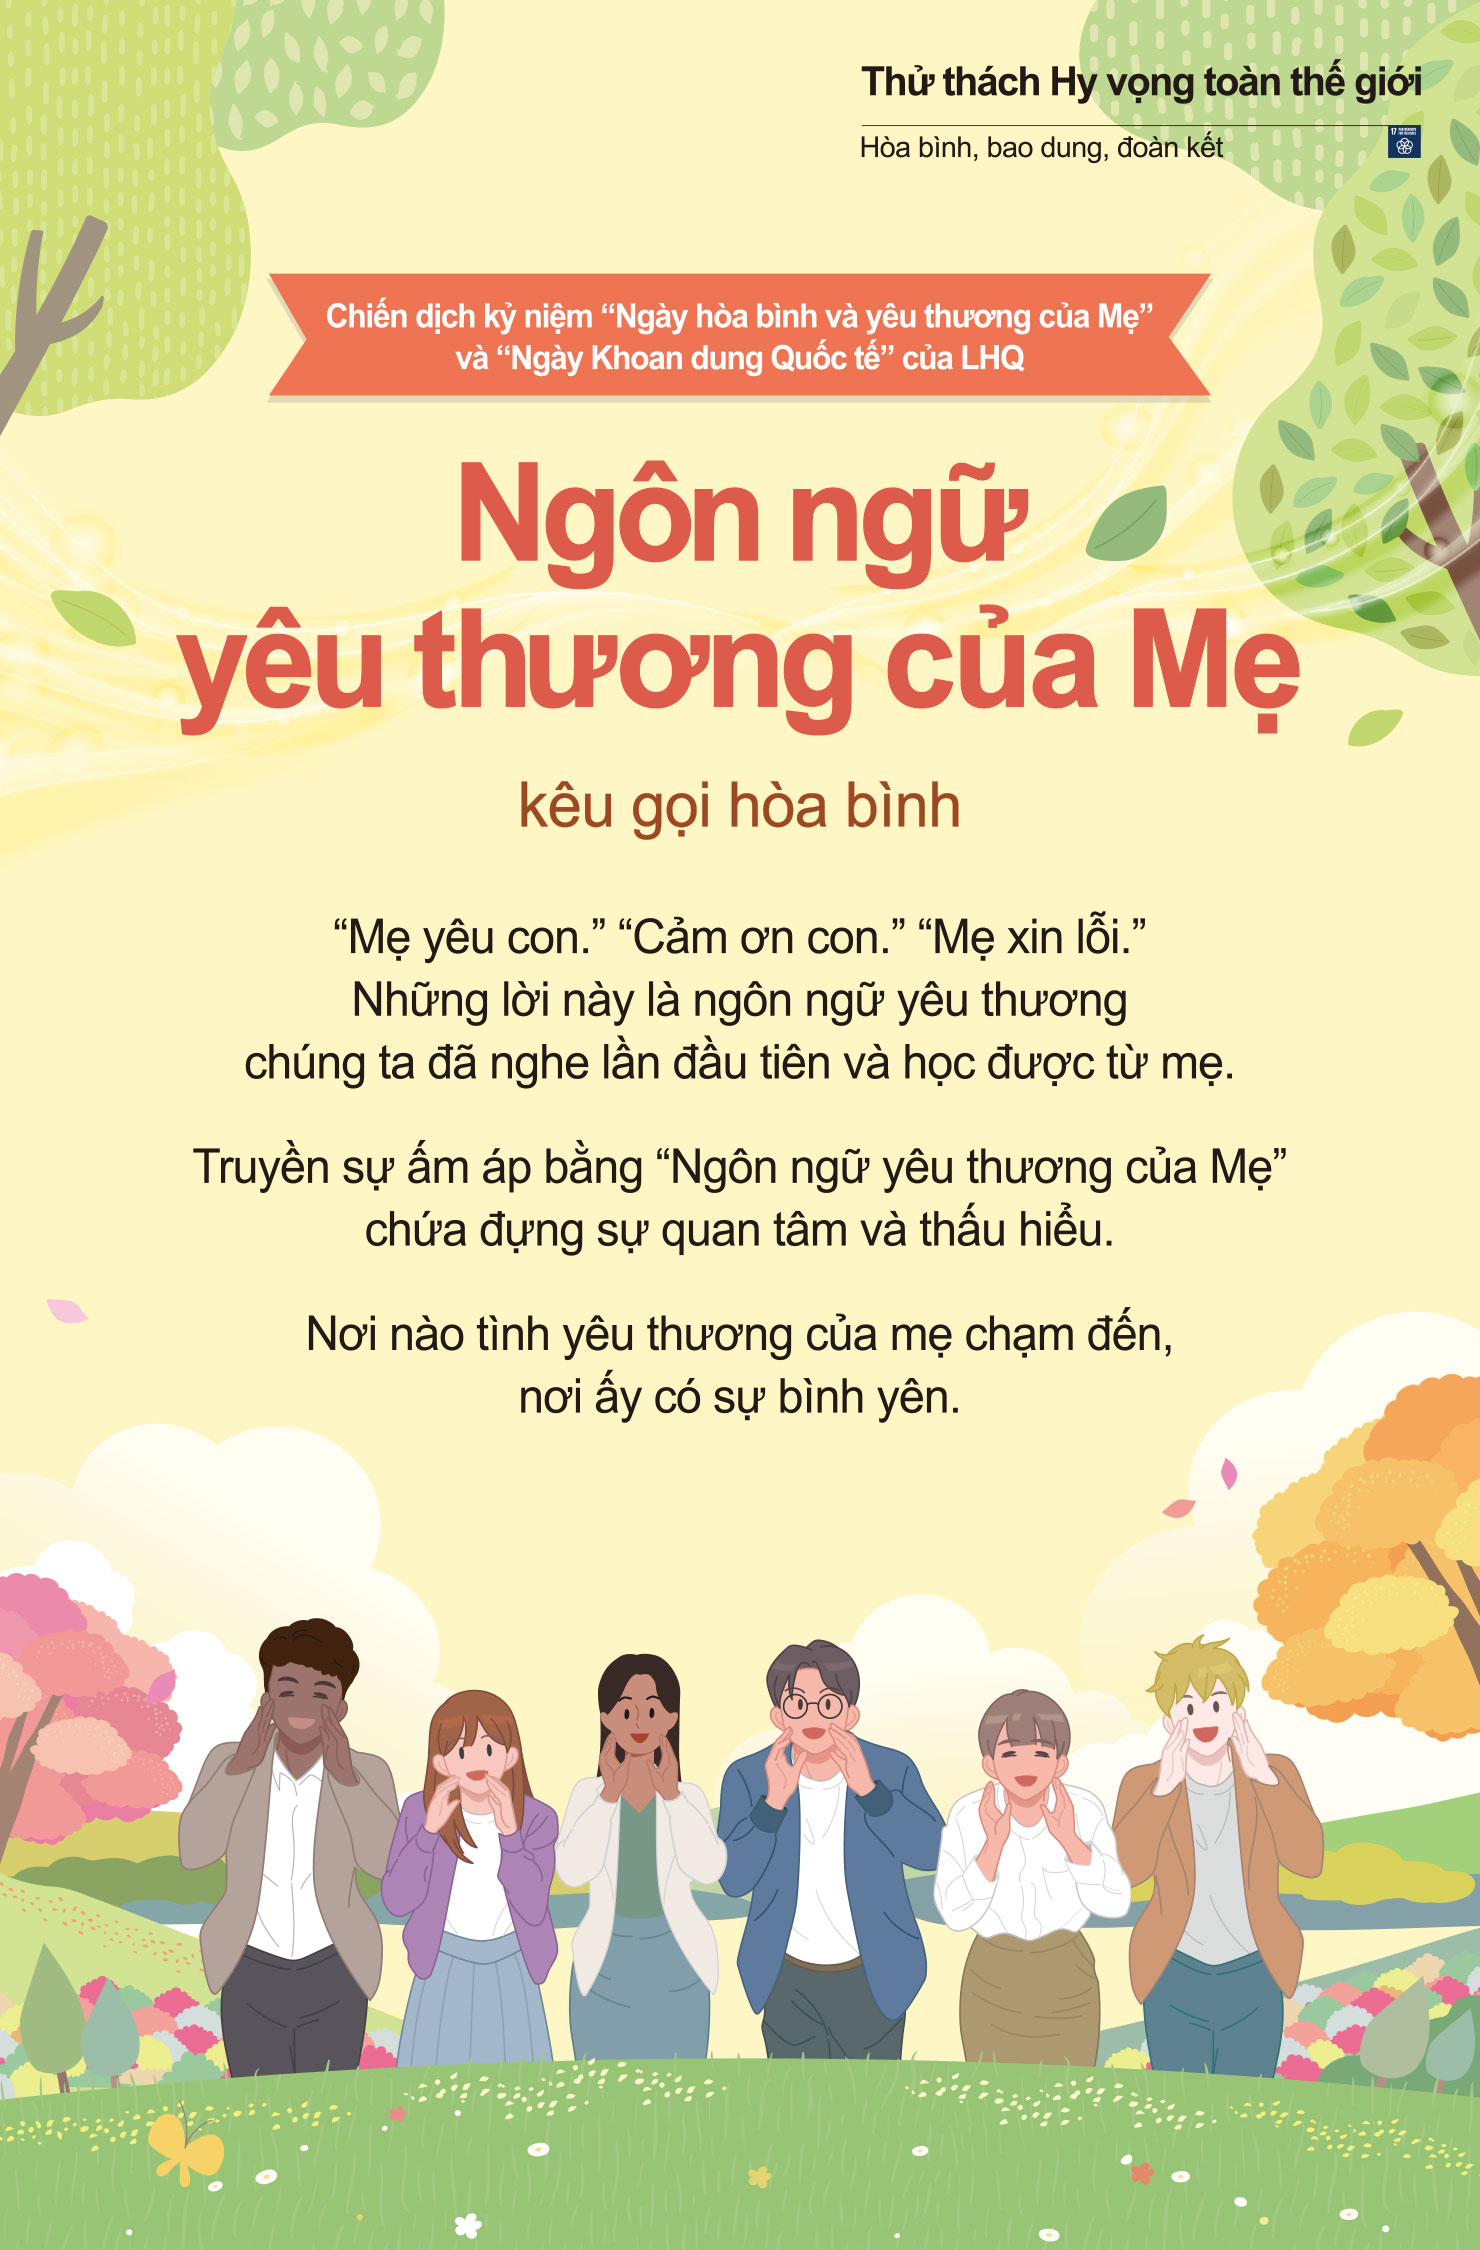 Thử thách Hy vọng toàn thế giới
Hòa bình, bao dung, đoàn kết
17 PARTNERSHIPS FOR THE GOALS
Chiến dịch kỷ niệm “Ngày hòa bình và yêu thương của Mẹ”
và “Ngày Khoan dung Quốc tế” của LHQ
Ngôn ngữ
yêu thương của Mẹ
kêu gọi hòa bình
“Mẹ yêu con.” “Cảm ơn con.” “Mẹ xin lỗi.”
Những lời này là ngôn ngữ yêu thương
chúng ta đã nghe lần đầu tiên và học được từ mẹ.
Truyền sự ấm áp bằng “Ngôn ngữ yêu thương của Mẹ”
chứa đựng sự quan tâm và thấu hiểu.
Nơi nào tình yêu thương của mẹ chạm đến,
nơi ấy có sự bình yên.